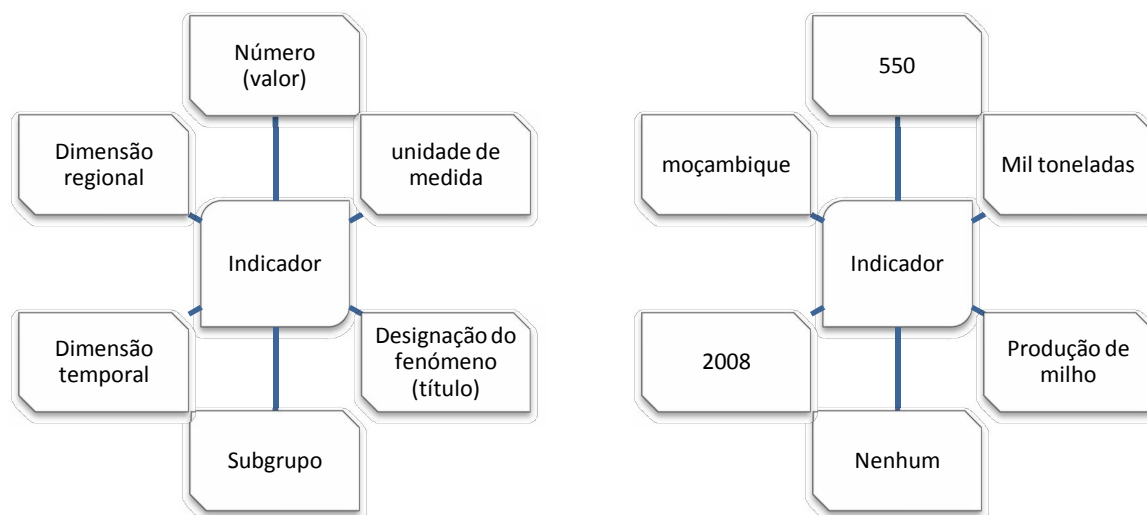 Número
(valor)
Dimensão
regional
unidade de
medida
Indicador
Dimensão
temporal
Designação do
fenómeno
(título)
Subgrupo
550
moçambique
Mil toneladas
Indicador
2008
Produção de
milho
Nenhum